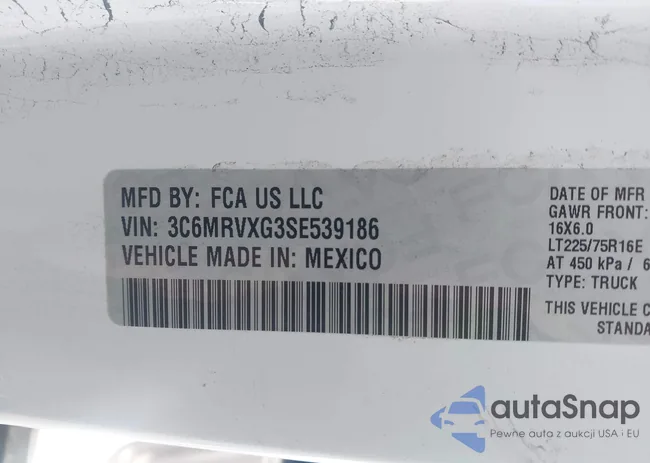 MFD BY: FCA US LLC
VIN: 3C6MRVXG3SE539186
VEHICLE MADE IN: MEXICO
DATE OF MFR
GAWR FRONT:
16X6.0
LT225/75R16E
AT 450 kPa / 6
TYPE: TRUCK
THIS VEHICLE C
STANDA
autaSnap
Pewne auta z aukcji USA i EU